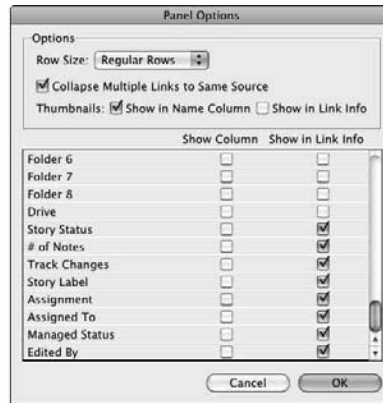 Panel Options
Options
Row Size: Regular Rows
Collapse Multiple Links to Same Source
Thumbnails: Show in Name Column Show in Link Info
Show Column Show in Link Info
Folder 6
Folder 7
Folder 8
Drive
Story Status
# of Notes
Track Changes
Story Label
Assignment
Assigned To
Managed Status
Edited By
Cancel OK